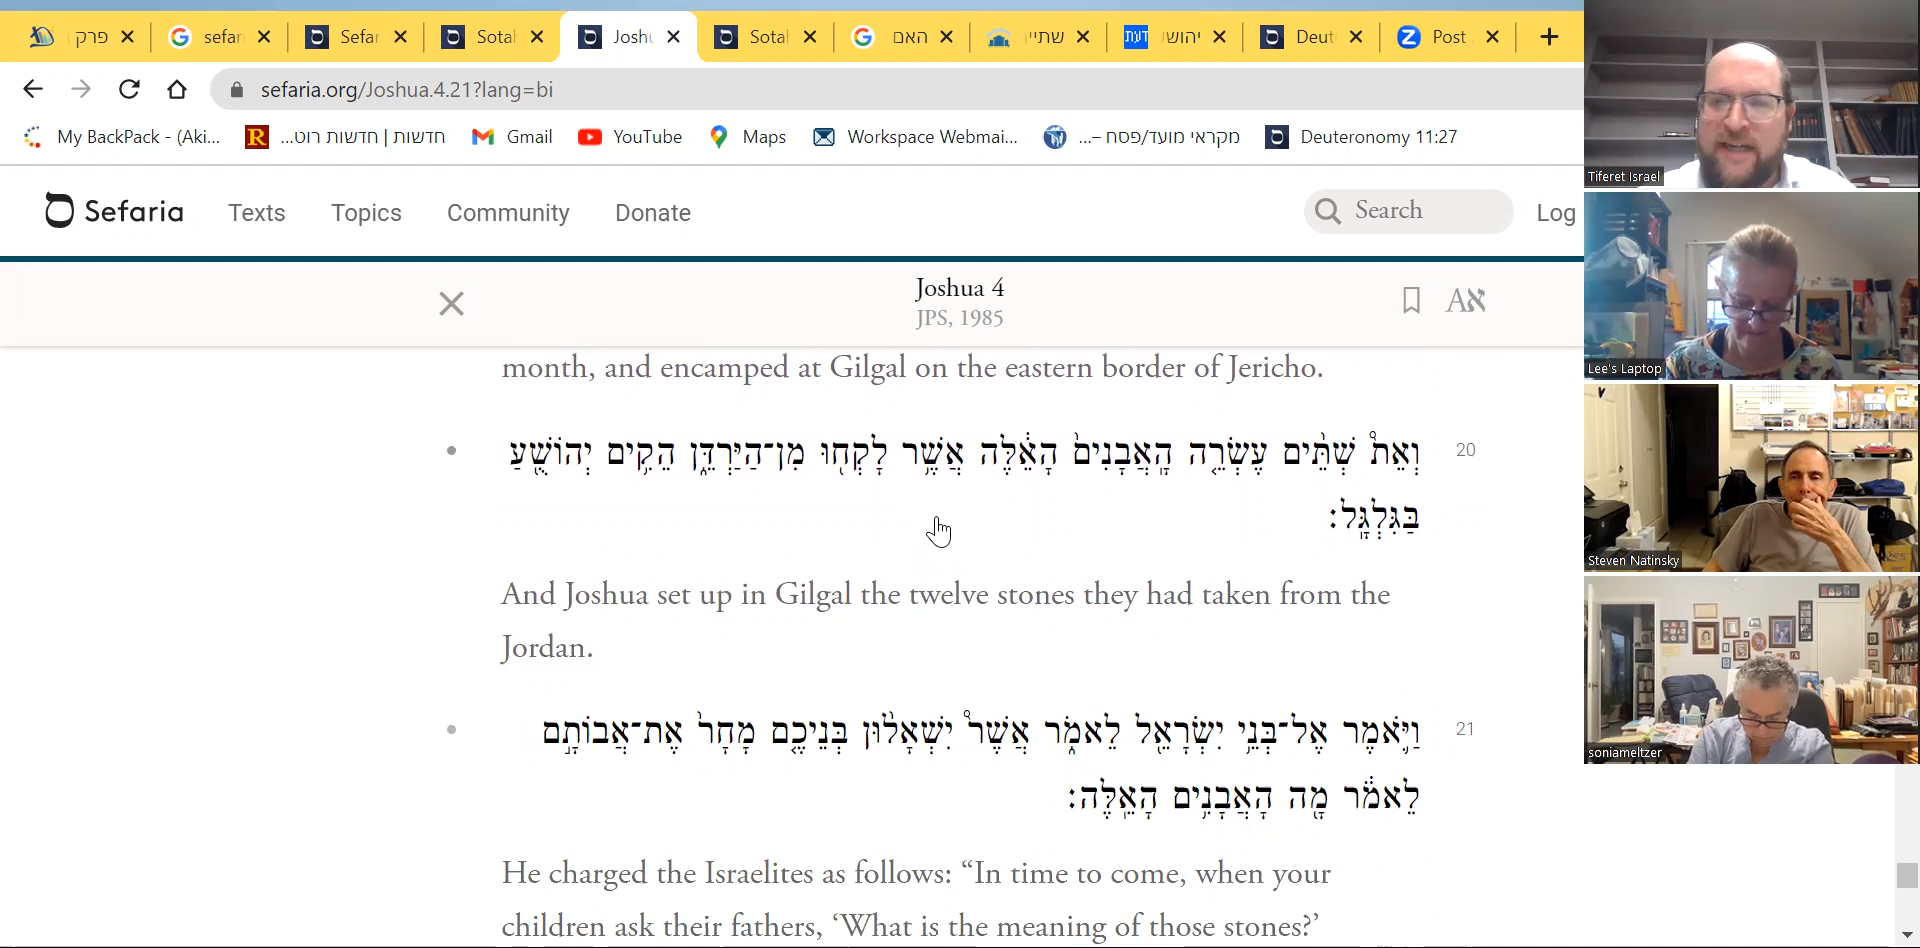 פרק
sefar
Sefar
Sotah
Joshu
Sotal
האם
שתיי
דעת יהוש
Deut
Post
sefaria.org/Joshua.4.21?lang=bi
My BackPack - (Aki...
חדשות | חדשות רוט...
Gmail
YouTube
Maps
Workspace Webmai...
מקראי מועד/פסח –...
Deuteronomy 11:27
Sefaria
Texts
Topics
Community
Donate
Search
Log
Joshua 4
JPS, 1985
month, and encamped at Gilgal on the eastern border of Jericho.
20
וְאֵת֩ שְׁתֵּ֨ים עֶשְׂרֵ֤ה הָאֲבָנִים֙ הָאֵ֔לֶּה אֲשֶׁ֥ר לָקְח֖וּ מִן־הַיַּרְדֵּ֑ן הֵקִ֥ים יְהוֹשֻׁ֖עַ
בַּגִּלְגָּֽל׃
And Joshua set up in Gilgal the twelve stones they had taken from the
Jordan.
21
וַיֹּ֛אמֶר אֶל־בְּנֵ֥י יִשְׂרָאֵ֖ל לֵאמֹ֑ר אֲשֶׁר֩ יִשְׁאָל֨וּן בְּנֵיכֶ֤ם מָחָר֙ אֶת־אֲבוֹתָ֣ם
לֵאמֹ֔ר מָ֖ה הָאֲבָנִ֥ים הָאֵֽלֶּה׃
He charged the Israelites as follows: “In time to come, when your
children ask their fathers, ‘What is the meaning of those stones?’
Tiferet Israel
Lee's Laptop
Steven Natinsky
soniameltzer